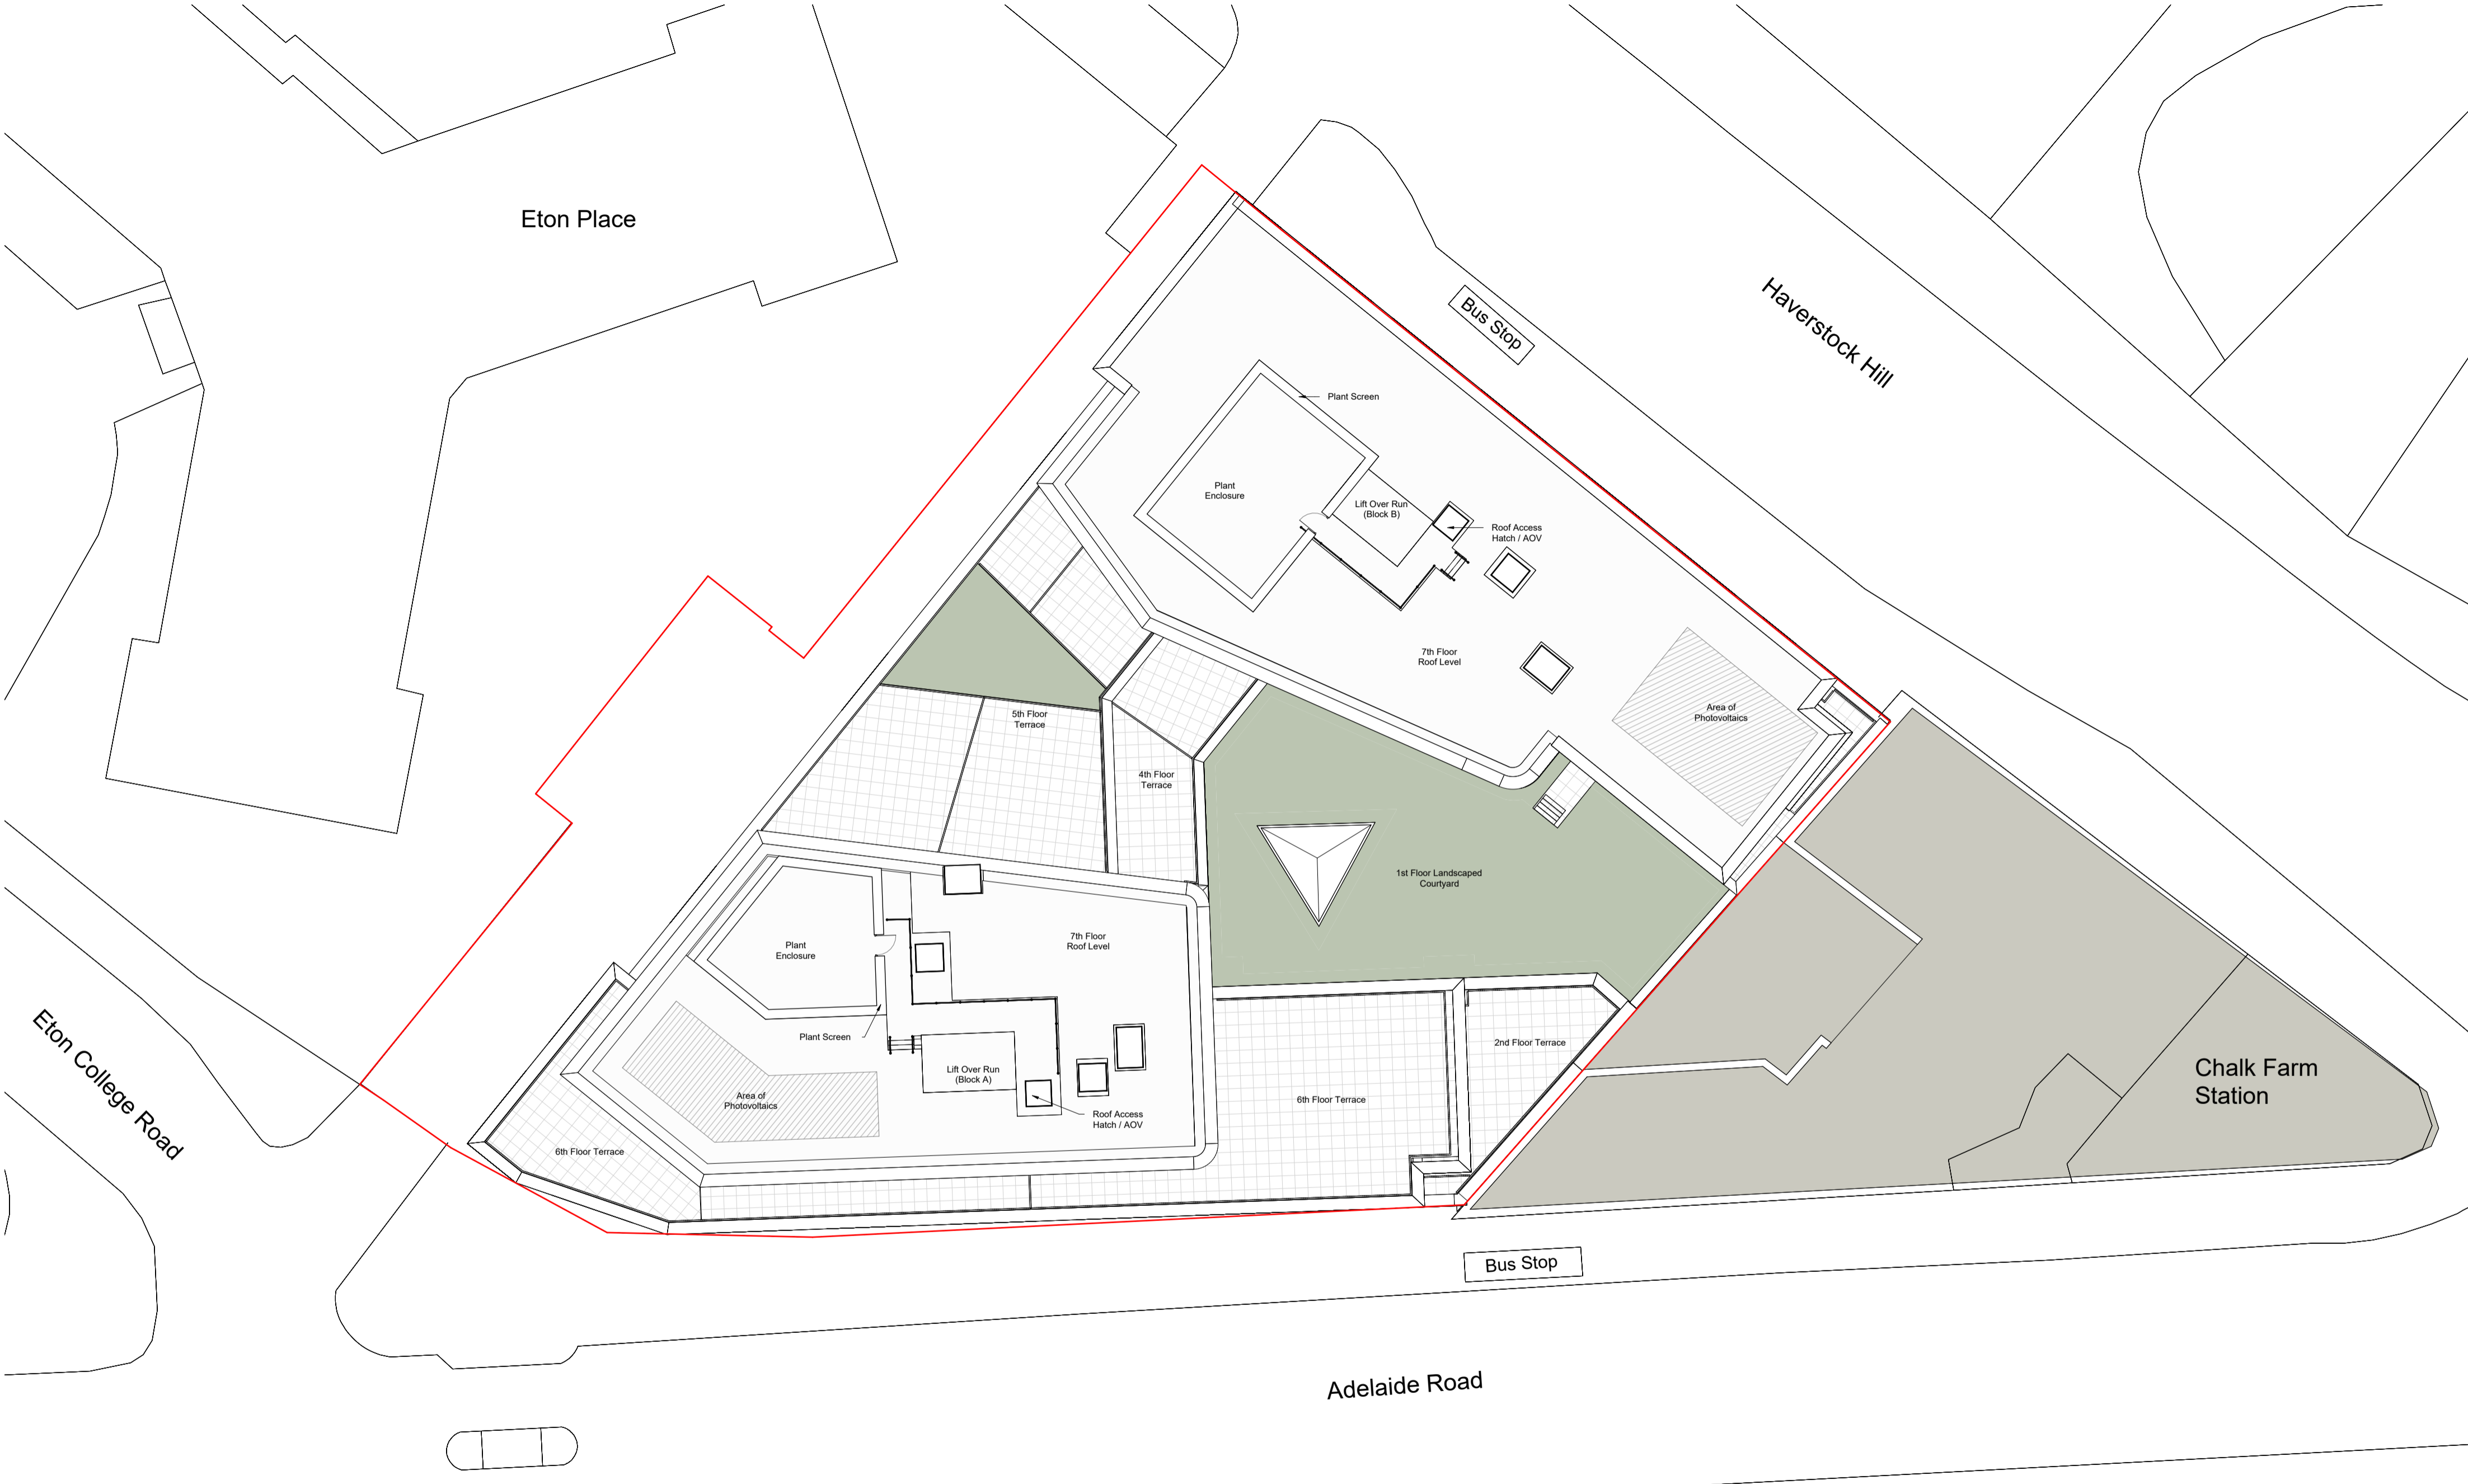 Eton Place
Haverstock Hill
Bus Stop
Plant Screen
Plant
Enclosure
Lift Over Run
(Block B)
Roof Access
Hatch / AOV
7th Floor
Roof Level
Area of
Photovoltaics
5th Floor
Terrace
4th Floor
Terrace
1st Floor Landscaped
Courtyard
7th Floor
Roof Level
Plant
Enclosure
Plant Screen
Lift Over Run
(Block A)
Area of
Photovoltaics
Roof Access
Hatch / AOV
6th Floor Terrace
6th Floor Terrace
2nd Floor Terrace
Chalk Farm
Station
Eton College Road
Bus Stop
Adelaide Road